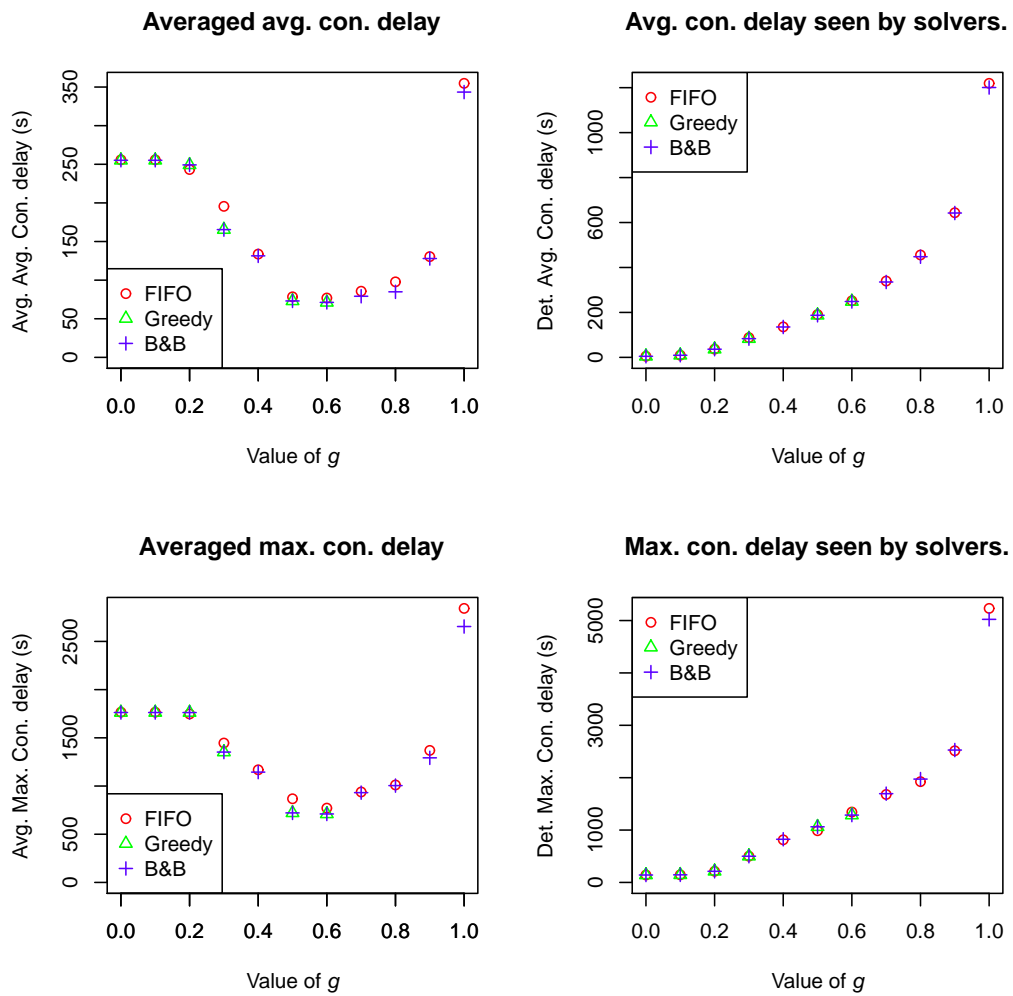 Averaged avg. con. delay
Avg. Avg. Con. delay (s)
350
250
150
50
0
FIFO
Greedy
B&B
0.0 0.2 0.4 0.6 0.8 1.0
Value of g
Avg. con. delay seen by solvers.
Det. Avg. Con. delay (s)
1000
600
200
0
FIFO
Greedy
B&B
0.0 0.2 0.4 0.6 0.8 1.0
Value of g
Averaged max. con. delay
Avg. Max. Con. delay (s)
2500
1500
500
0
FIFO
Greedy
B&B
0.0 0.2 0.4 0.6 0.8 1.0
Value of g
Max. con. delay seen by solvers.
Det. Max. Con. delay (s)
5000
3000
1000
0
FIFO
Greedy
B&B
0.0 0.2 0.4 0.6 0.8 1.0
Value of g